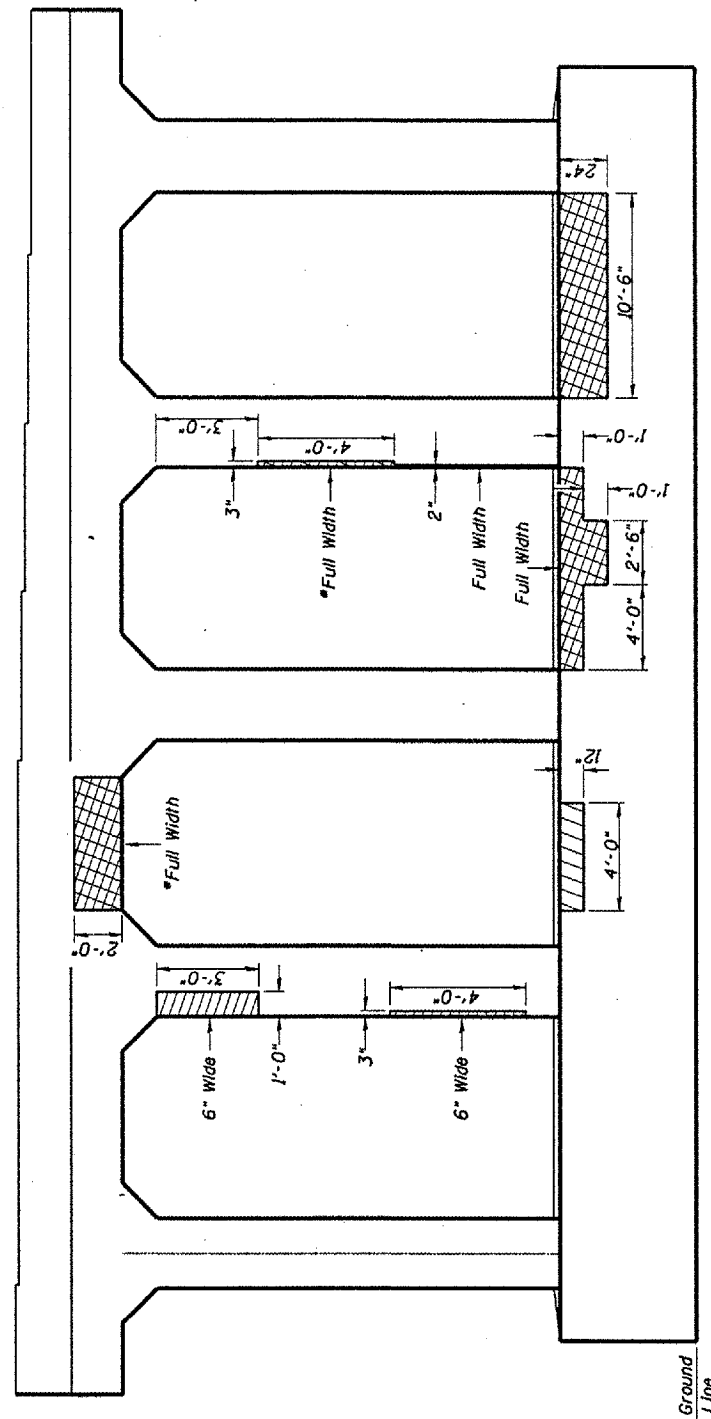 2'-0"
*Full Width
6" Wide
3'-0"
3'-0"
3"
1'-0"
*Full Width
4'-0"
3"
2"
6" Wide
4'-0"
Full Width
Full Width
12"
1'-0"
24"
4'-0"
4'-0"
2'-6"
1'-0"
10'-6"
Ground
Line